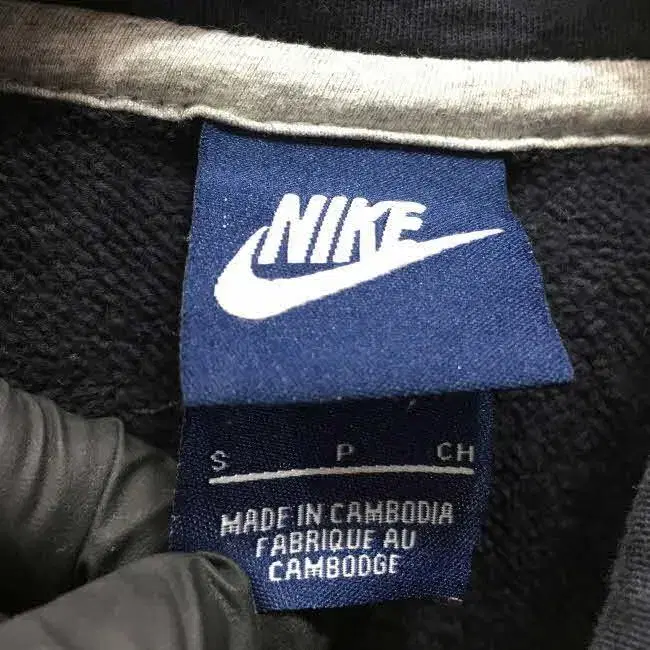 NIKE
S P CH
MADE IN CAMBODIA
FABRIQUE AU
CAMBODGE